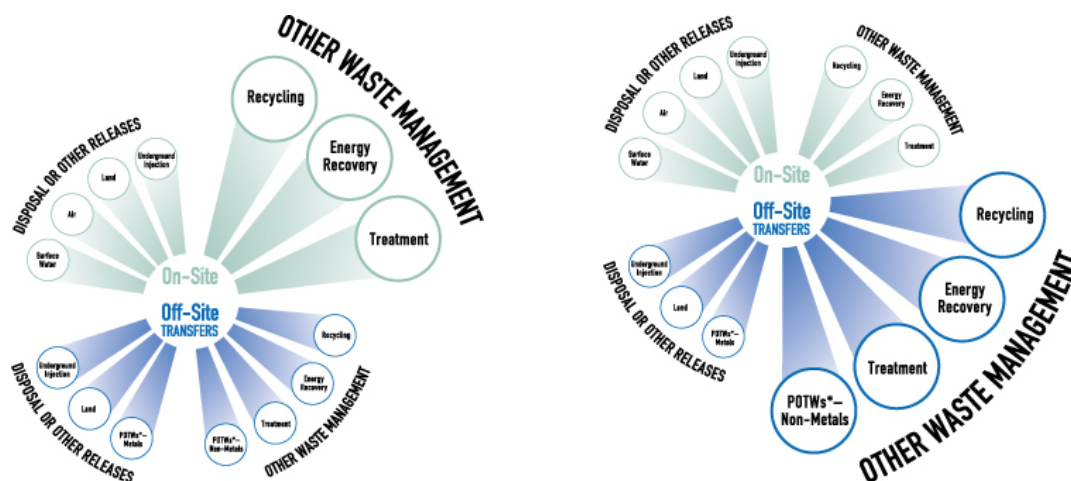 OTHER WASTE MANAGEMENT
DISPOSAL OR OTHER RELEASES
Recycling
Energy
Recovery
Treatment
Underground
Injection
Land
Air
Surface
Water
On-Site
Off-Site
TRANSFERS
Underground
Injection
Land
POTWs*—
Metals
DISPOSAL OR OTHER RELEASES
POTWs*—
Non-Metals
Treatment
Energy
Recovery
Recycling
OTHER WASTE MANAGEMENT
DISPOSAL OR OTHER RELEASES
Underground
Injection
Land
Air
Surface
Water
OTHER WASTE MANAGEMENT
Recycling
Energy
Recovery
Treatment
On-Site
Off-Site
TRANSFERS
Underground
Injection
Land
POTWs*—
Metals
DISPOSAL OR OTHER RELEASES
Recycling
Energy
Recovery
Treatment
POTWs*—
Non-Metals
OTHER WASTE MANAGEMENT